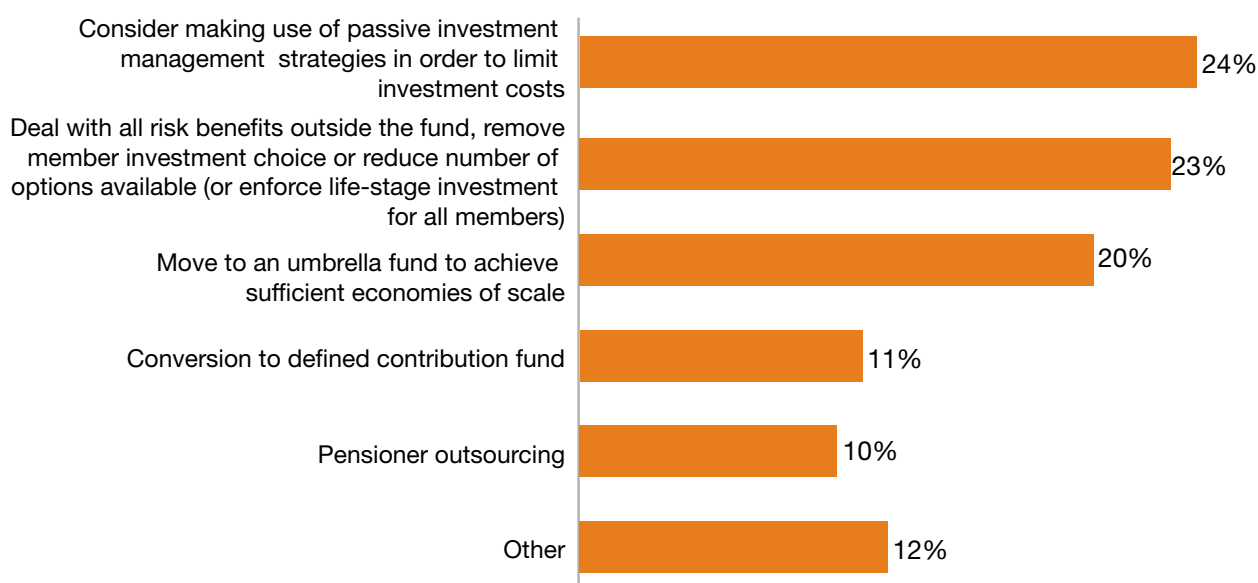 Consider making use of passive investment
management strategies in order to limit
investment costs
24%
Deal with all risk benefits outside the fund, remove
member investment choice or reduce number of
options available (or enforce life-stage investment
for all members)
23%
Move to an umbrella fund to achieve
sufficient economies of scale
20%
Conversion to defined contribution fund
11%
Pensioner outsourcing
10%
Other
12%